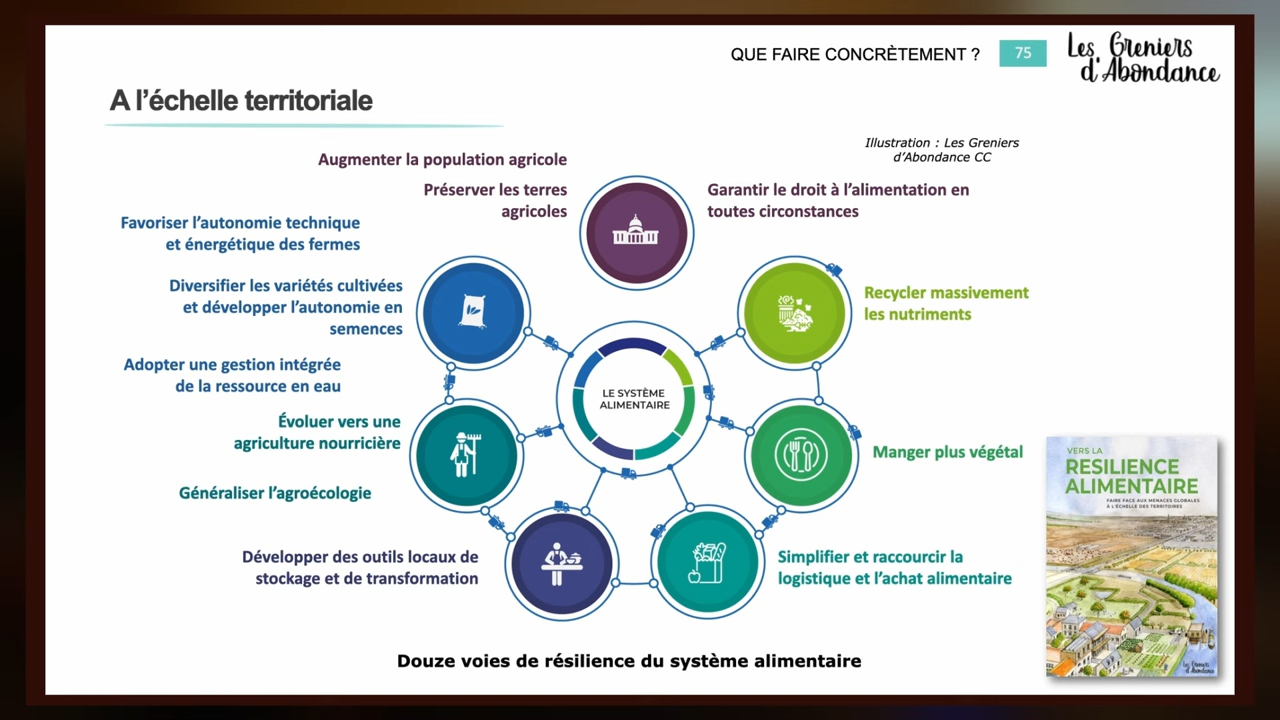 QUE FAIRE CONCRÈTEMENT ?
75
Les Greniers
d'Abondance
A l’échelle territoriale
Illustration : Les Greniers
d’Abondance CC
Augmenter la population agricole
Préserver les terres
agricoles
Garantir le droit à l’alimentation en
toutes circonstances
Favoriser l’autonomie technique
et énergétique des fermes
Diversifier les variétés cultivées
et développer l’autonomie en
semences
Recycler massivement
les nutriments
Adopter une gestion intégrée
de la ressource en eau
LE SYSTÈME
ALIMENTAIRE
Évoluer vers une
agriculture nourricière
Manger plus végétal
Généraliser l’agroécologie
Développer des outils locaux de
stockage et de transformation
Simplifier et raccourcir la
logistique et l’achat alimentaire
VERS LA
RESILIENCE
ALIMENTAIRE
FAIRE FACE AUX MENACES GLOBALES
À L'ÉCHELLE DES TERRITOIRES
Les Greniers
d'Abondance
Douze voies de résilience du système alimentaire